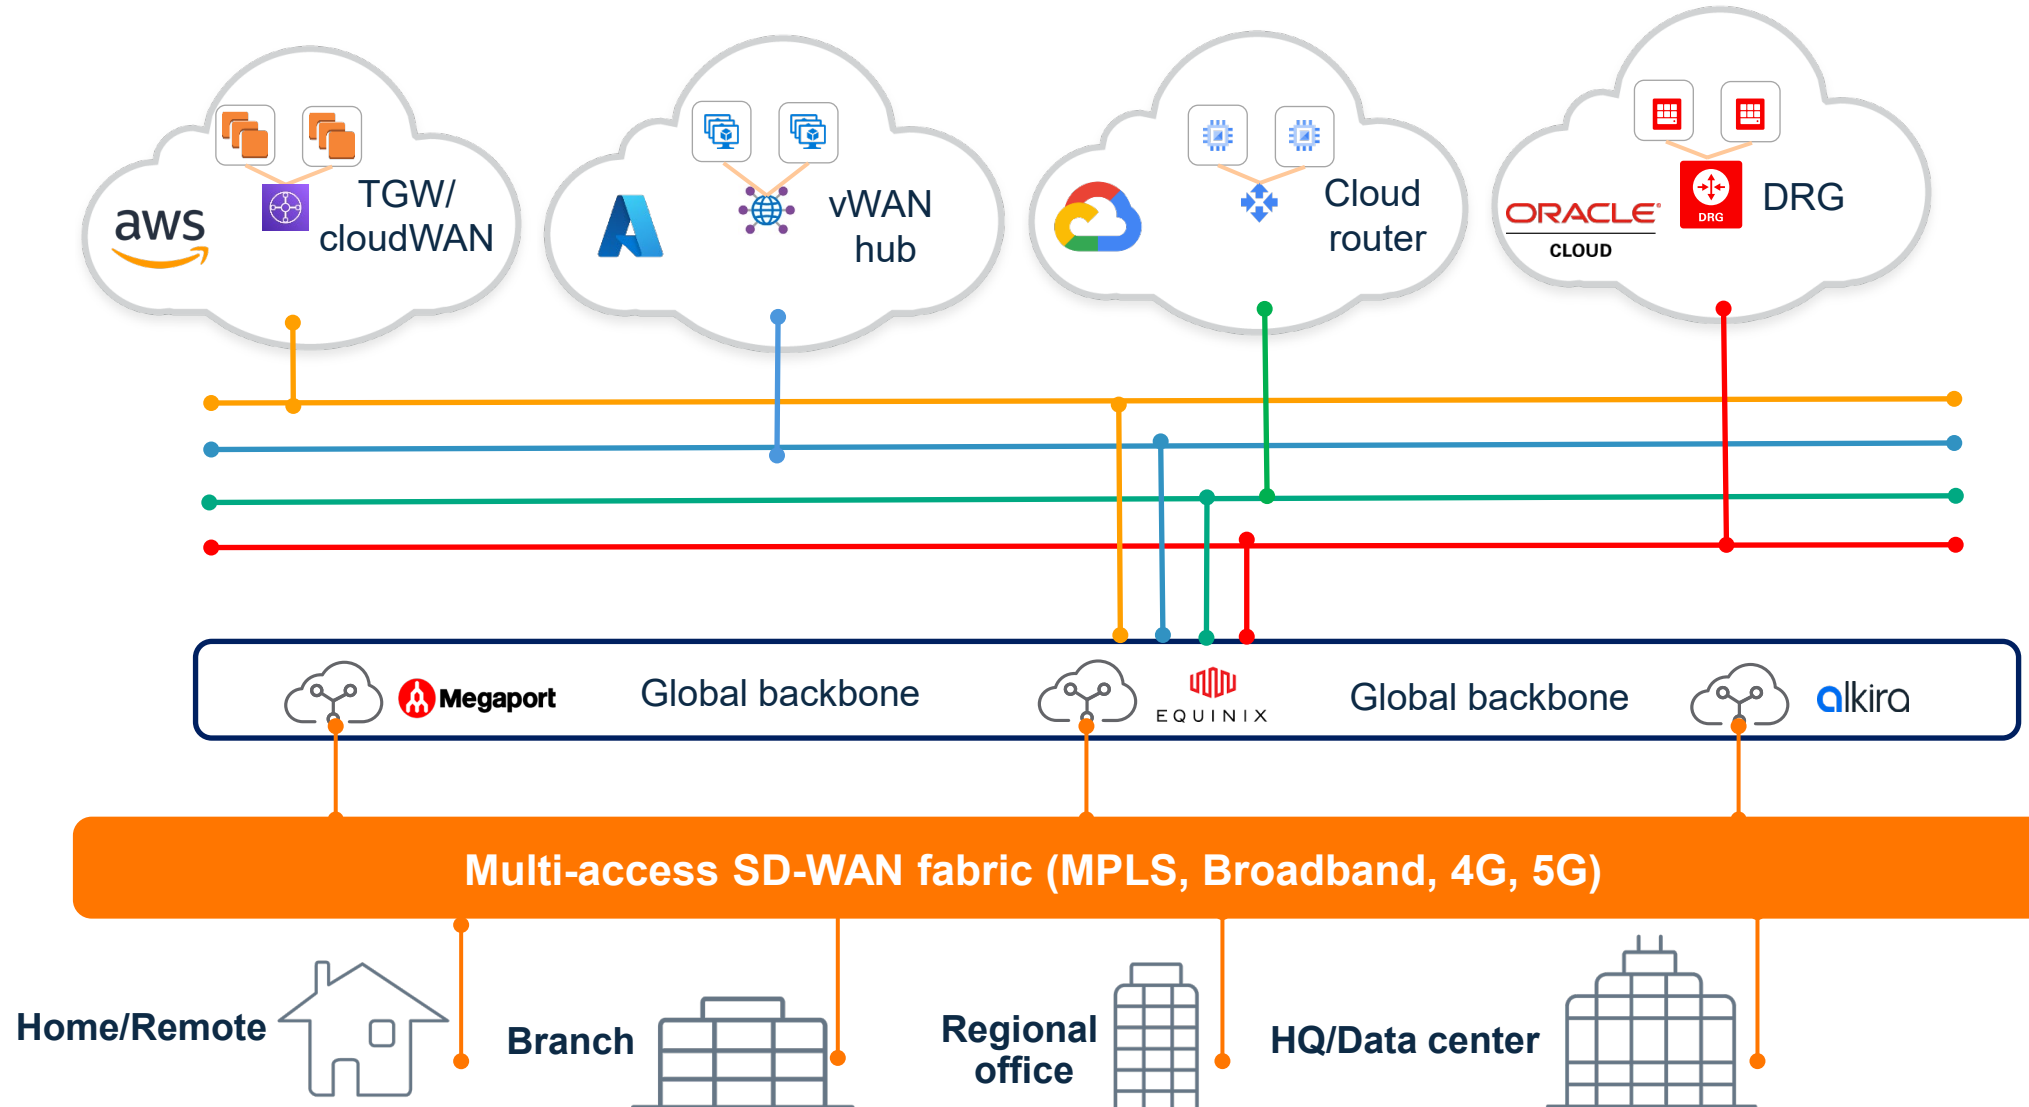 aws
TGW/
cloudWAN
vWAN
hub
Cloud
router
ORACLE
CLOUD
DRG
DRG
Megaport
Global backbone
EQUINIX
Global backbone
alkira
Multi-access SD-WAN fabric (MPLS, Broadband, 4G, 5G)
Home/Remote
Branch
Regional
office
HQ/Data center